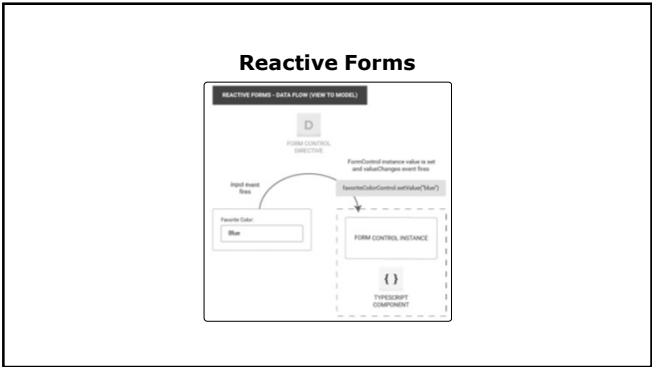 Reactive Forms
REACTIVE FORMS - DATA FLOW (VIEW TO MODEL)
D
FORM CONTROL
DIRECTIVE
FormControl instance value is set
and valueChanges event fires
favoriteColorControl.setValue("blue")
Input event
fires
Favorite Color:
Blue
FORM CONTROL INSTANCE
{ }
TYPESCRIPT
COMPONENT